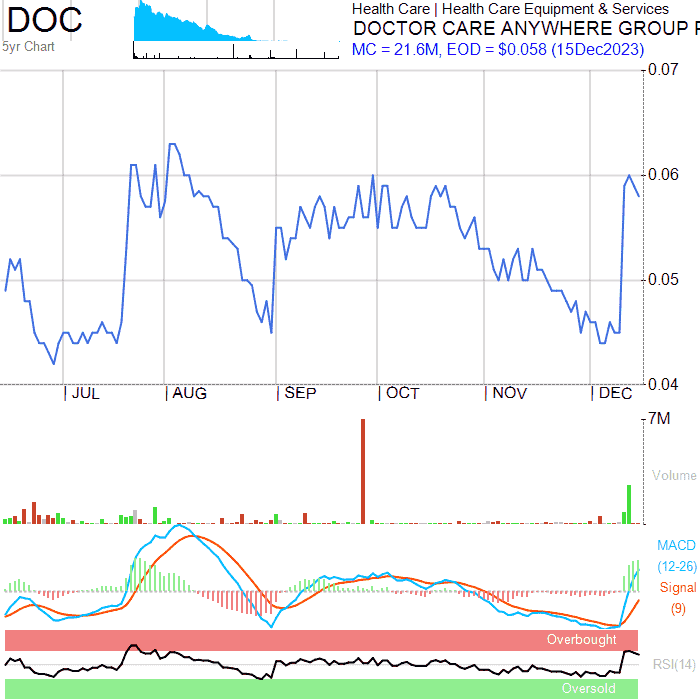 DOC
5yr Chart
Health Care | Health Care Equipment & Services
DOCTOR CARE ANYWHERE GROUP
MC = 21.6M, EOD = $0.058 (15Dec2023)
0.07
0.06
0.05
0.04
| JUL | AUG | SEP | OCT | NOV | DEC
7M
Volume
MACD
(12-26)
Signal
(9)
Overbought
RSI(14)
Oversold